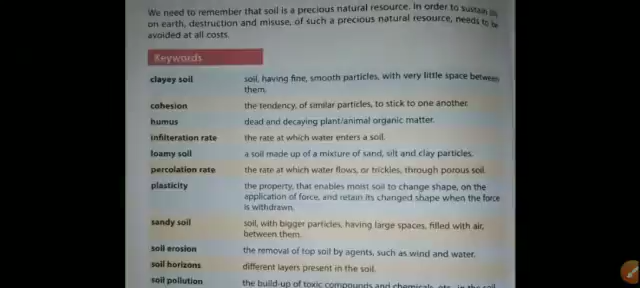 We need to remember that soil is a precious natural resource. In order to sustain
on earth, destruction and misuse, of such a precious natural resource, needs to be
avoided at all costs.
Keywords
clayey soil soil, having fine, smooth particles, with very little space between
them.
cohesion the tendency, of similar particles, to stick to one another.
humus dead and decaying plant/animal organic matter.
infilteration rate the rate at which water enters a soil.
loamy soil a soil made up of a mixture of sand, silt and clay particles.
percolation rate the rate at which water flows, or trickles, through porous soil.
plasticity the property, that enables moist soil to change shape, on the
application of force, and retain its changed shape when the force
is withdrawn.
sandy soil soil, with bigger particles, having large spaces, filled with air,
between them.
soil erosion the removal of top soil by agents, such as wind and water.
soil horizons different layers present in the soil.
soil pollution the build-up of toxic compounds and chemicals, etc., in the soil